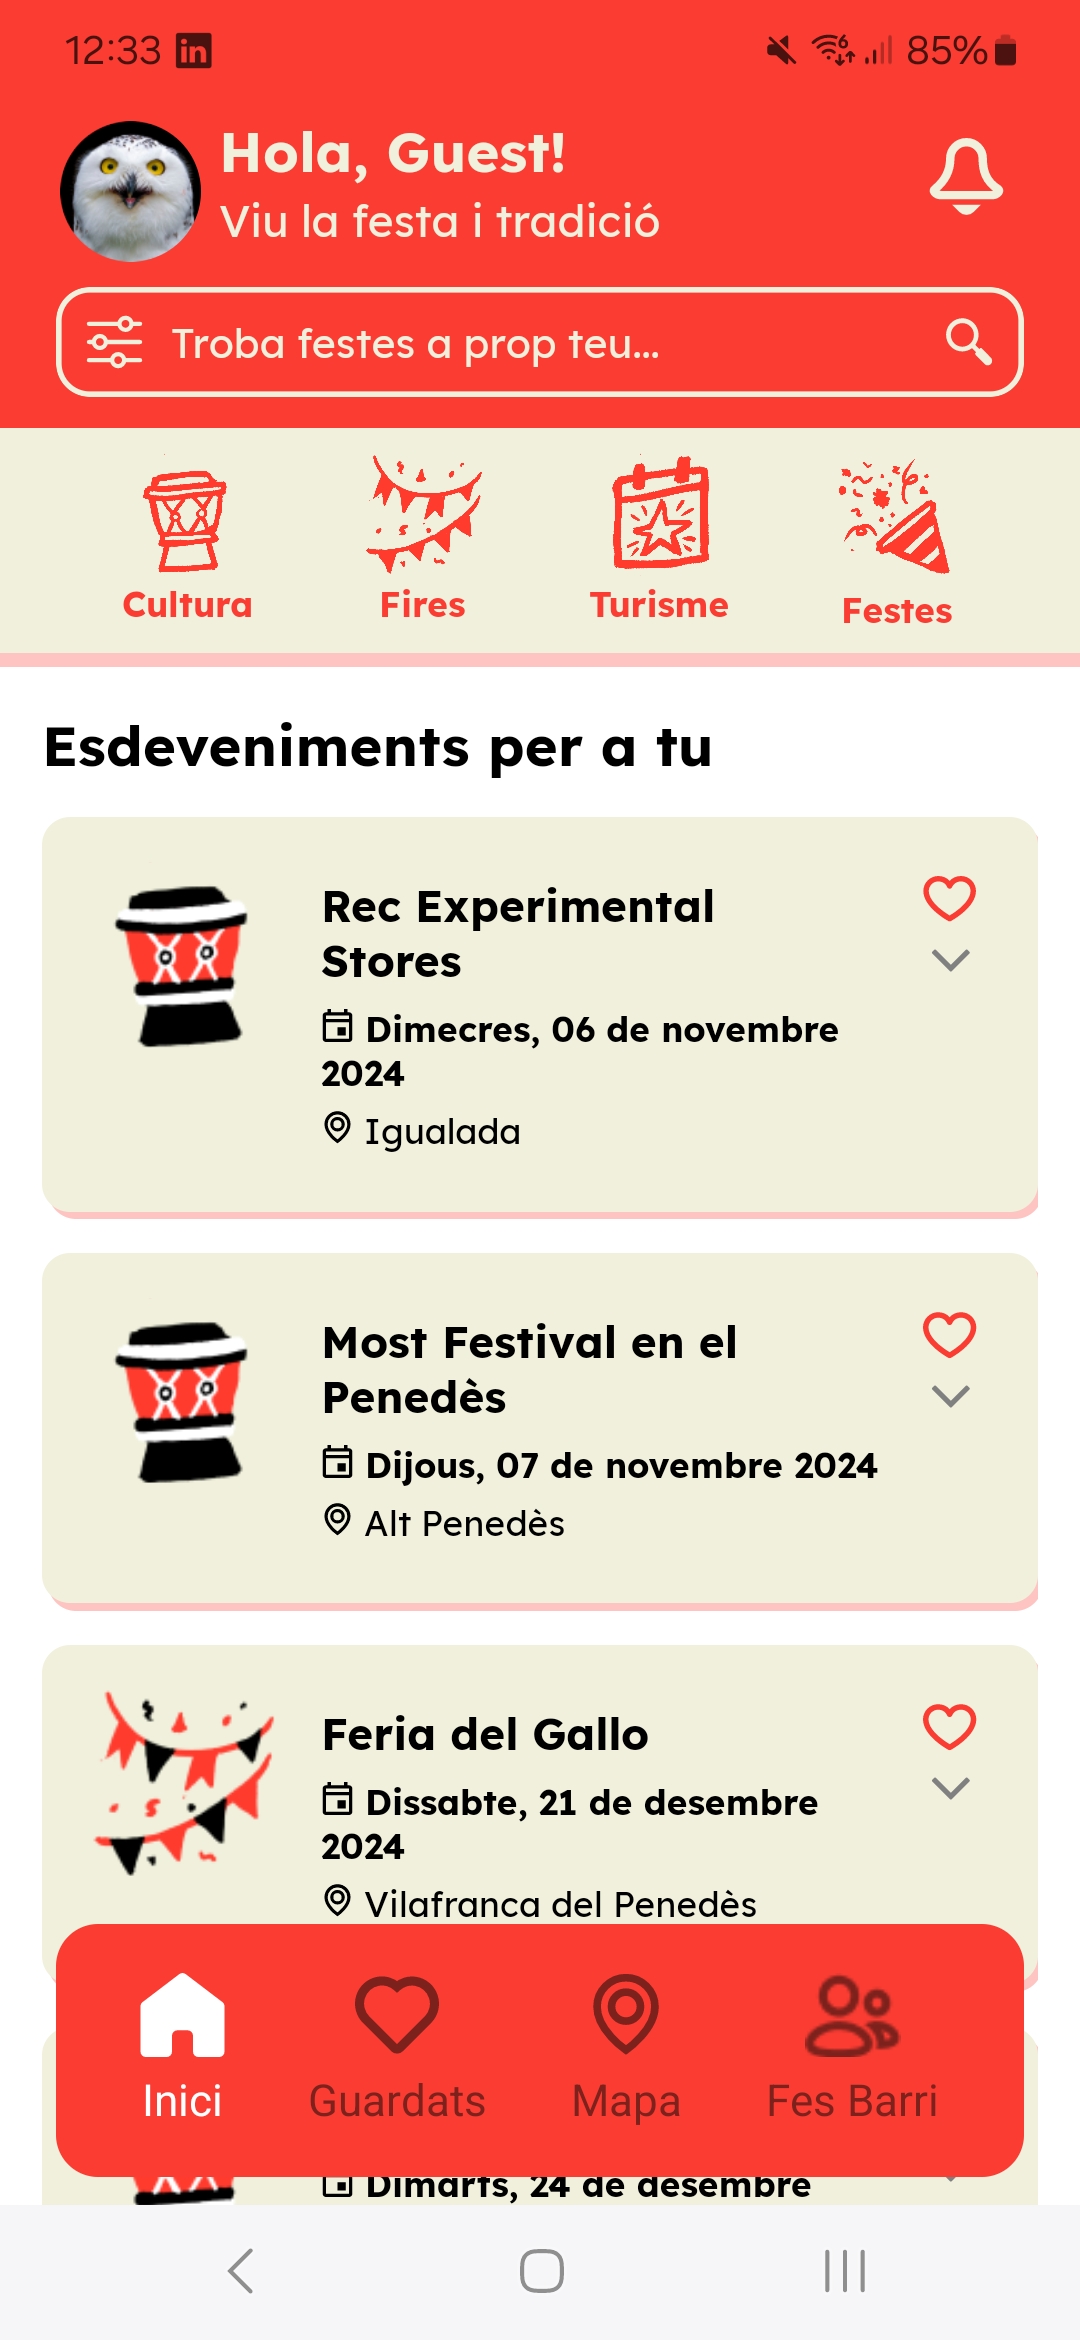 12:33
85%
Hola, Guest!
Viu la festa i tradició
Troba festes a prop teu...
Cultura
Fires
Turisme
Festes
Esdeveniments per a tu
Rec Experimental
Stores
Dimecres, 06 de novembre
2024
Igualada
Most Festival en el
Penedès
Dijous, 07 de novembre 2024
Alt Penedès
Feria del Gallo
Dissabte, 21 de desembre
2024
Vilafranca del Penedès
Inici
Guardats
Mapa
Fes Barri
Dimarts, 24 de desembre